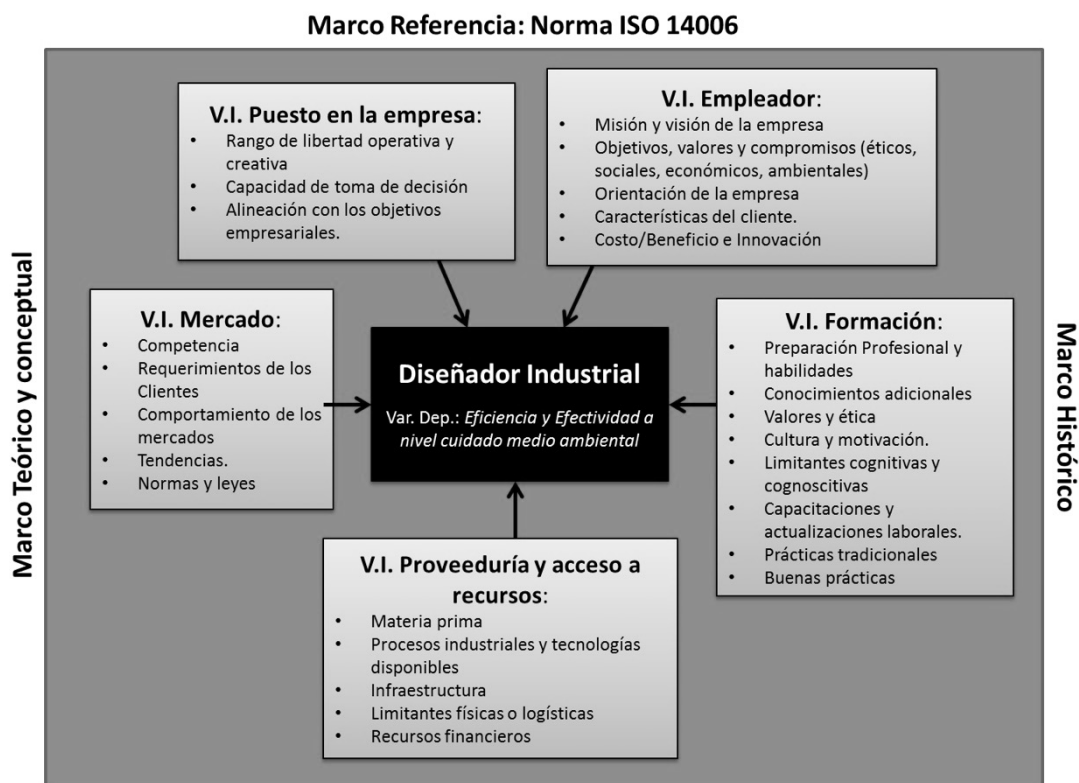 Marco Referencia: Norma ISO 14006
V.I. Puesto en la empresa:
• Rango de libertad operativa y
creativa
• Capacidad de toma de decisión
• Alineación con los objetivos
empresariales.
V.I. Empleador:
• Misión y visión de la empresa
• Objetivos, valores y compromisos (éticos,
sociales, económicos, ambientales)
• Orientación de la empresa
• Características del cliente.
• Costo/Beneficio e Innovación
Marco Teórico y conceptual
V.I. Mercado:
• Competencia
• Requerimientos de los
Clientes
• Comportamiento de los
mercados
• Tendencias.
• Normas y leyes
Diseñador Industrial
Var. Dep.: Eficiencia y Efectividad a
nivel cuidado medio ambiental
V.I. Formación:
• Preparación Profesional y
habilidades
• Conocimientos adicionales
• Valores y ética
• Cultura y motivación.
• Limitantes cognitivas y
cognoscitivas
• Capacitaciones y
actualizaciones laborales.
• Prácticas tradicionales
• Buenas prácticas
Marco Histórico
V.I. Proveeduría y acceso a
recursos:
• Materia prima
• Procesos industriales y tecnologías
disponibles
• Infraestructura
• Limitantes físicas o logísticas
• Recursos financieros